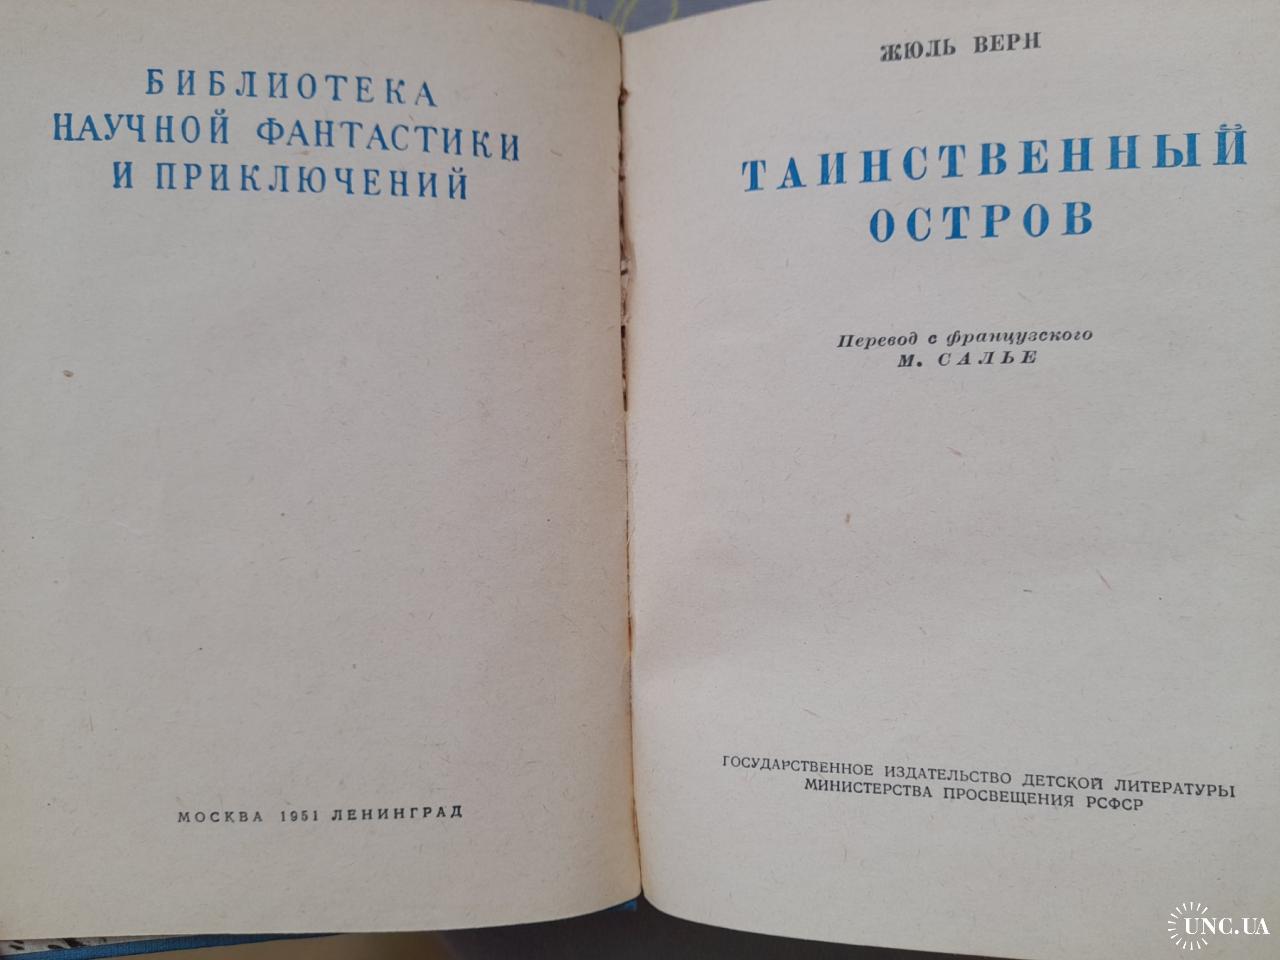 БИБЛИОТЕКА
НАУЧНОЙ ФАНТАСТИКИ
И ПРИКЛЮЧЕНИЙ
МОСКВА 1951 ЛЕНИНГРАД
ЖЮЛЬ ВЕРН
ТАИНСТВЕННЫЙ
ОСТРОВ
Перевод с французского
М. САЛЬЕ
ГОСУДАРСТВЕННОЕ ИЗДАТЕЛЬСТВО ДЕТСКОЙ ЛИТЕРАТУРЫ
МИНИСТЕРСТВА ПРОСВЕЩЕНИЯ РСФСР
UNC.UA